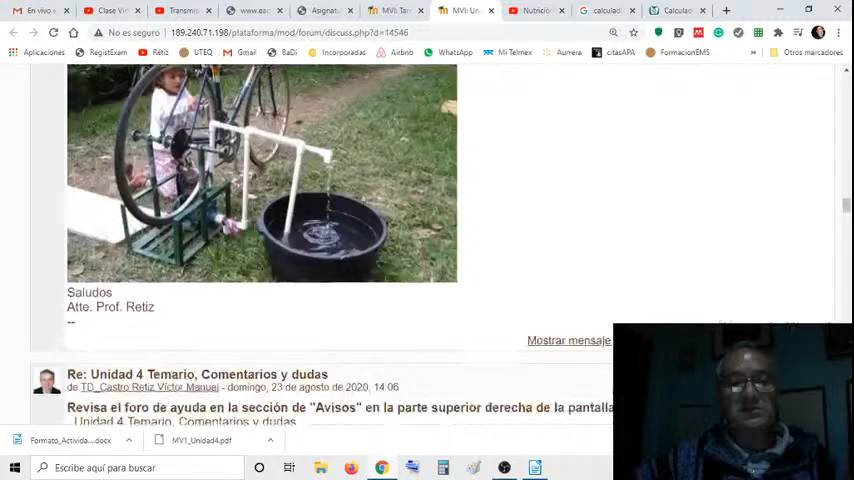 En vivo e
Clase Vir
Transmis
www.ead
Asignatu
MVI: Tar
MVI: Un
Nutrición
calculad
Calculad
No es seguro
189.240.71.198/plataforma/mod/forum/discuss.php?d=14546
Aplicaciones
RegistExam
Rétiz
UTEQ
Gmail
BaDi
Incorporadas
Airbnb
WhatsApp
Mi Telmex
Aurrera
citasAPA
FormacionEMS
Otros marcadores
Saludos
Atte. Prof. Retiz
--
Mostrar mensaje
Re: Unidad 4 Temario, Comentarios y dudas
de TD_Castro Retiz Víctor Manuel - domingo, 23 de agosto de 2020, 14:06
Revisa el foro de ayuda en la sección de "Avisos" en la parte superior derecha de la pantalla
Unidad 4 Temario, Comentarios y dudas
Formato_Activida....docx
MV1_Unidad4.pdf
Escribe aquí para buscar